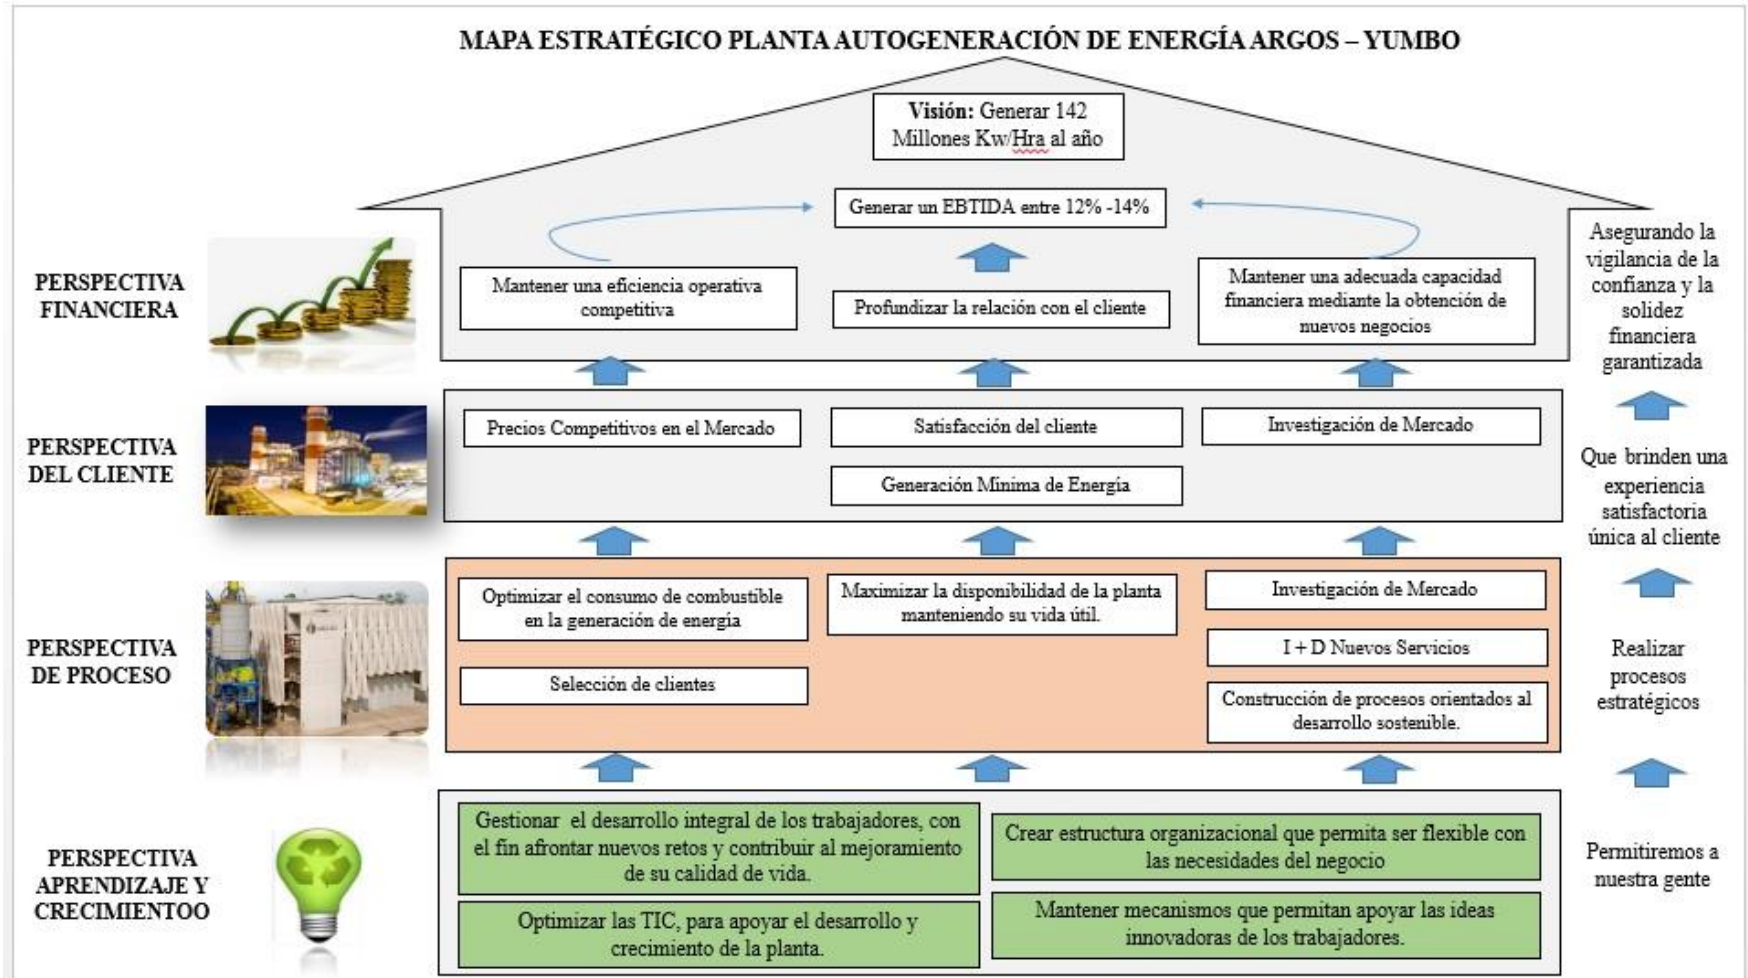 MAPA ESTRATÉGICO PLANTA AUTOGENERACIÓN DE ENERGÍA ARGOS – YUMBO
Visión: Generar 142
Millones Kw/Hra al año
Generar un EBTIDA entre 12% -14%
PERSPECTIVA
FINANCIERA
Mantener una eficiencia operativa
competitiva
Profundizar la relación con el cliente
Mantener una adecuada capacidad
financiera mediante la obtención de
nuevos negocios
Asegurando la
vigilancia de la
confianza y la
solidez
financiera
garantizada
PERSPECTIVA
DEL CLIENTE
Precios Competitivos en el Mercado
Satisfacción del cliente
Generación Minima de Energía
Investigación de Mercado
Que brinden una
experiencia
satisfactoria
única al cliente
PERSPECTIVA
DE PROCESO
Optimizar el consumo de combustible
en la generación de energía
Selección de clientes
Maximizar la disponibilidad de la planta
manteniendo su vida útil.
Investigación de Mercado
I + D Nuevos Servicios
Construcción de procesos orientados al
desarrollo sostenible.
Realizar
procesos
estratégicos
PERSPECTIVA
APRENDIZAJE Y
CRECIMIENTOO
Gestionar el desarrollo integral de los trabajadores, con
el fin afrontar nuevos retos y contribuir al mejoramiento
de su calidad de vida.
Optimizar las TIC, para apoyar el desarrollo y
crecimiento de la planta.
Crear estructura organizacional que permita ser flexible con
las necesidades del negocio
Mantener mecanismos que permitan apoyar las ideas
innovadoras de los trabajadores.
Permitiremos a
nuestra gente